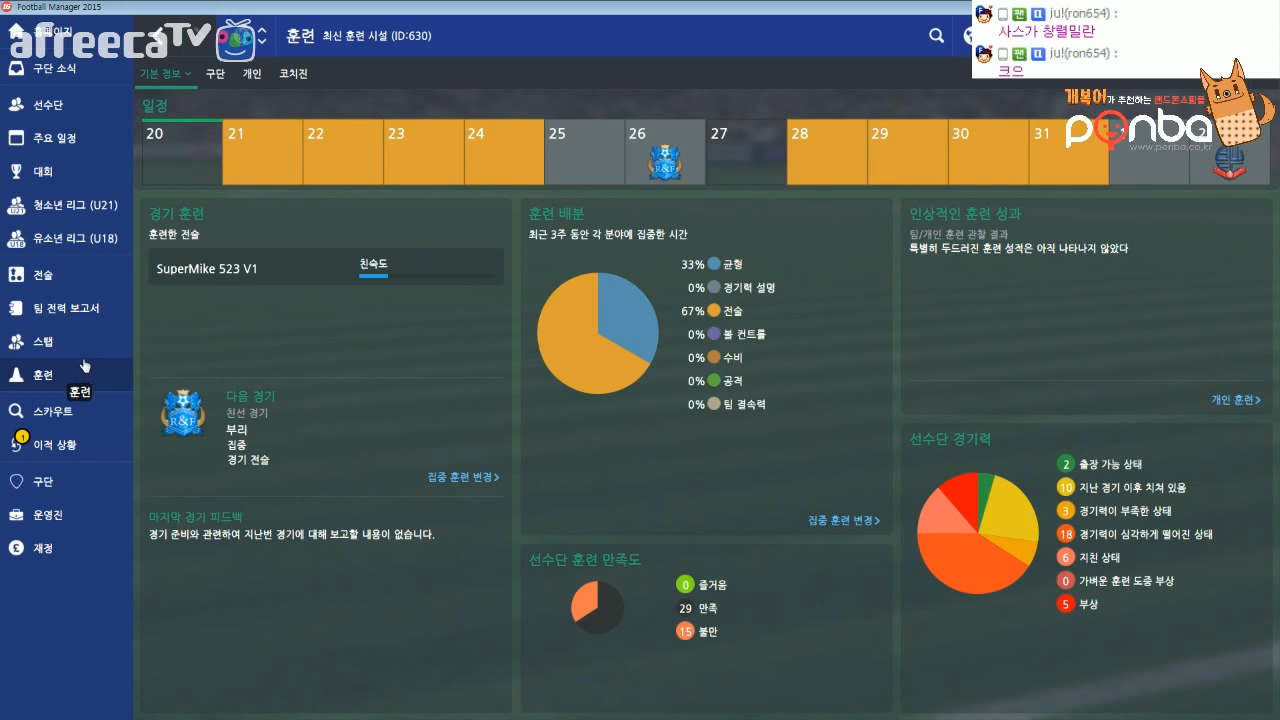 Football Manager 2015
afreecaTV
훈련 최신 훈련 시설 (ID:630)
팬 ju!(ron654) :
사스가 창렬밀란
팬 ju!(ron654) :
크으
개복어가 추천하는 핸드폰쇼핑몰
ponba
www.ponba.co.kr
홈페이지
구단 소식
선수단
주요 일정
대회
U21
청소년 리그 (U21)
U18
유소년 리그 (U18)
전술
팀 전력 보고서
스탭
훈련
훈련
스카우트
1
이적 상황
구단
운영진
£
재정
기본 정보 구단 개인 코치진
일정
20 21 22 23 24 25 26 27 28 29 30 31
R&F
경기 훈련
훈련한 전술
SuperMike 523 V1 친숙도
R&F
다음 경기
친선 경기
부리
집중
경기 전술
집중 훈련 변경>
마지막 경기 피드백
경기 준비와 관련하여 지난번 경기에 대해 보고할 내용이 없습니다.
훈련 배분
최근 3주 동안 각 분야에 집중한 시간
33% 균형
0% 경기력 설명
67% 전술
0% 볼 컨트롤
0% 수비
0% 공격
0% 팀 결속력
집중 훈련 변경>
선수단 훈련 만족도
0 즐거움
29 만족
15 불만
인상적인 훈련 성과
팀/개인 훈련 관찰 결과
특별히 두드러진 훈련 성적은 아직 나타나지 않았다
개인 훈련>
선수단 경기력
2 출장 가능 상태
10 지난 경기 이후 치쳐 있음
3 경기력이 부족한 상태
18 경기력이 심각하게 떨어진 상태
6 지친 상태
0 가벼운 훈련 도중 부상
5 부상